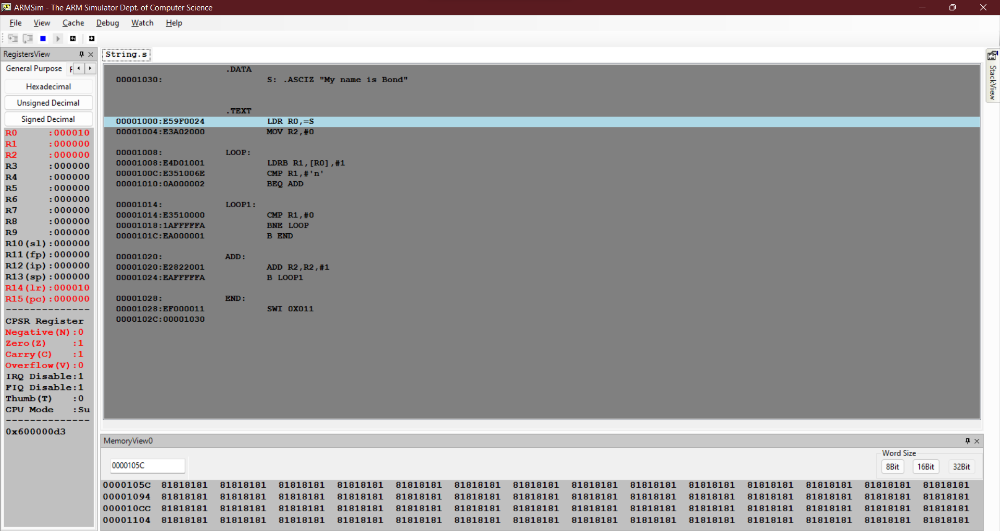 ARMSim - The ARM Simulator Dept. of Computer Science
File View Cache Debug Watch Help
RegistersView
General Purpose
Hexadecimal
Unsigned Decimal
Signed Decimal
R0 :000010
R1 :000000
R2 :000000
R3 :000000
R4 :000000
R5 :000000
R6 :000000
R7 :000000
R8 :000000
R9 :000000
R10(sl):000000
R11(fp):000000
R12(ip):000000
R13(sp):000000
R14(lr):000010
R15(pc):000000
---------------
CPSR Register
Negative(N):0
Zero(Z) :1
Carry(C) :1
Overflow(V):0
IRQ Disable:1
FIQ Disable:1
Thumb(T) :0
CPU Mode :Su
---------------
0x600000d3
String.s
.DATA
00001030: S: .ASCIZ "My name is Bond"
.TEXT
00001000:E59F0024 LDR R0,=S
00001004:E3A02000 MOV R2,#0
00001008: LOOP:
00001008:E4D01001 LDRB R1,[R0],#1
0000100C:E351006E CMP R1,#'n'
00001010:0A000002 BEQ ADD
00001014: LOOP1:
00001014:E3510000 CMP R1,#0
00001018:1AFFFFFA BNE LOOP
0000101C:EA000001 B END
00001020: ADD:
00001020:E2822001 ADD R2,R2,#1
00001024:EAFFFFFA B LOOP1
00001028: END:
00001028:EF000011 SWI 0X011
0000102C:00001030
StackView
MemoryView0
0000105C
Word Size
8Bit 16Bit 32Bit
0000105C 81818181 81818181 81818181 81818181 81818181 81818181 81818181 81818181 81818181 81818181 81818181 81818181 81818181 81818181
00001094 81818181 81818181 81818181 81818181 81818181 81818181 81818181 81818181 81818181 81818181 81818181 81818181 81818181 81818181
000010CC 81818181 81818181 81818181 81818181 81818181 81818181 81818181 81818181 81818181 81818181 81818181 81818181 81818181 81818181
00001104 81818181 81818181 81818181 81818181 81818181 81818181 81818181 81818181 81818181 81818181 81818181 81818181 81818181 81818181